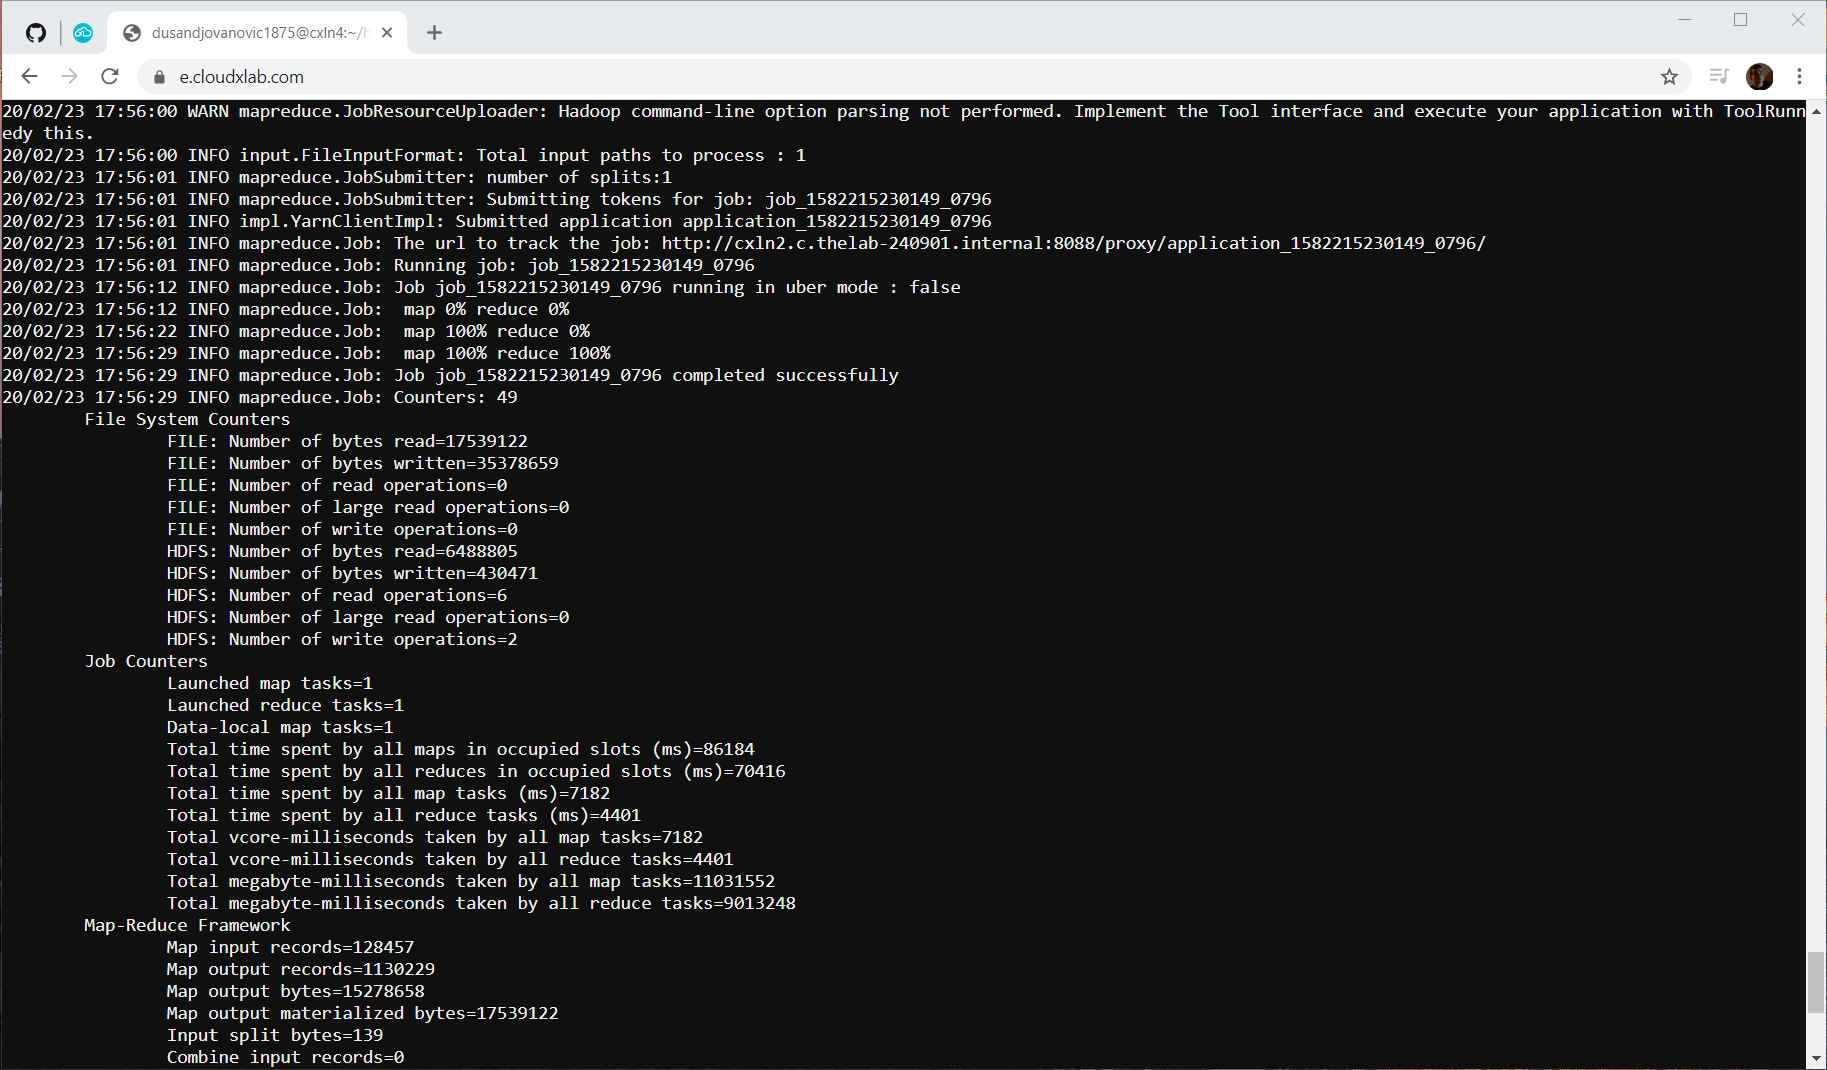 dusandjovanovic1875@cxln4:~/h
e.cloudxlab.com
20/02/23 17:56:00 WARN mapreduce.JobResourceUploader: Hadoop command-line option parsing not performed. Implement the Tool interface and execute your application with ToolRunn
edy this.
20/02/23 17:56:00 INFO input.FileInputFormat: Total input paths to process : 1
20/02/23 17:56:01 INFO mapreduce.JobSubmitter: number of splits:1
20/02/23 17:56:01 INFO mapreduce.JobSubmitter: Submitting tokens for job: job_1582215230149_0796
20/02/23 17:56:01 INFO impl.YarnClientImpl: Submitted application application_1582215230149_0796
20/02/23 17:56:01 INFO mapreduce.Job: The url to track the job: http://cxln2.c.thelab-240901.internal:8088/proxy/application_1582215230149_0796/
20/02/23 17:56:01 INFO mapreduce.Job: Running job: job_1582215230149_0796
20/02/23 17:56:12 INFO mapreduce.Job: Job job_1582215230149_0796 running in uber mode : false
20/02/23 17:56:12 INFO mapreduce.Job:  map 0% reduce 0%
20/02/23 17:56:22 INFO mapreduce.Job:  map 100% reduce 0%
20/02/23 17:56:29 INFO mapreduce.Job:  map 100% reduce 100%
20/02/23 17:56:29 INFO mapreduce.Job: Job job_1582215230149_0796 completed successfully
20/02/23 17:56:29 INFO mapreduce.Job: Counters: 49
File System Counters
FILE: Number of bytes read=17539122
FILE: Number of bytes written=35378659
FILE: Number of read operations=0
FILE: Number of large read operations=0
FILE: Number of write operations=0
HDFS: Number of bytes read=6488805
HDFS: Number of bytes written=430471
HDFS: Number of read operations=6
HDFS: Number of large read operations=0
HDFS: Number of write operations=2
Job Counters
Launched map tasks=1
Launched reduce tasks=1
Data-local map tasks=1
Total time spent by all maps in occupied slots (ms)=86184
Total time spent by all reduces in occupied slots (ms)=70416
Total time spent by all map tasks (ms)=7182
Total time spent by all reduce tasks (ms)=4401
Total vcore-milliseconds taken by all map tasks=7182
Total vcore-milliseconds taken by all reduce tasks=4401
Total megabyte-milliseconds taken by all map tasks=11031552
Total megabyte-milliseconds taken by all reduce tasks=9013248
Map-Reduce Framework
Map input records=128457
Map output records=1130229
Map output bytes=15278658
Map output materialized bytes=17539122
Input split bytes=139
Combine input records=0